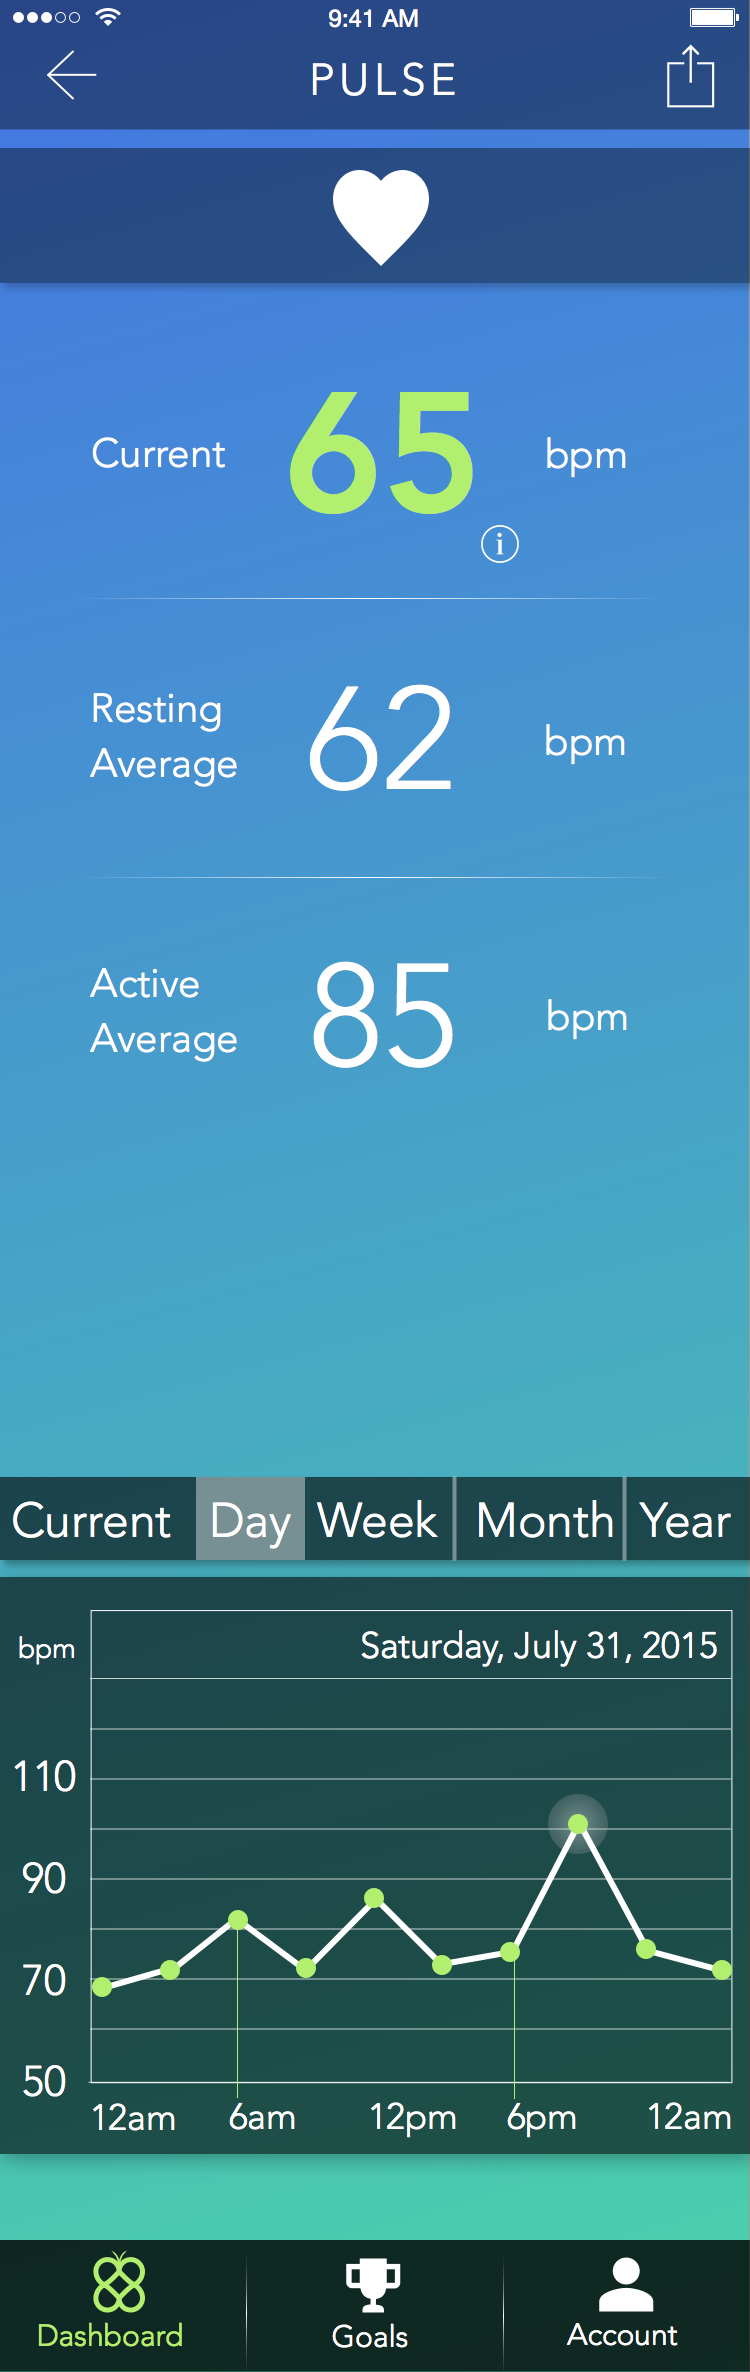 9:41 AM
PULSE
Current 65 bpm
i
Resting
Average
62 bpm
Active
Average
85 bpm
Current Day Week Month Year
bpm Saturday, July 31, 2015
110
90
70
50
12am 6am 12pm 6pm 12am
Dashboard Goals Account